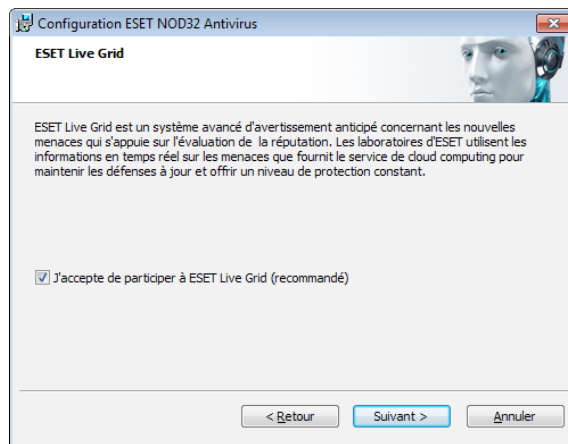 Configuration ESET NOD32 Antivirus
ESET Live Grid
ESET Live Grid est un système avancé d'avertissement anticipé concernant les nouvelles
menaces qui s'appuie sur l'évaluation de la réputation. Les laboratoires d'ESET utilisent les
informations en temps réel sur les menaces que fournit le service de cloud computing pour
maintenir les défenses à jour et offrir un niveau de protection constant.
J'accepte de participer à ESET Live Grid (recommandé)
< Retour Suivant > Annuler